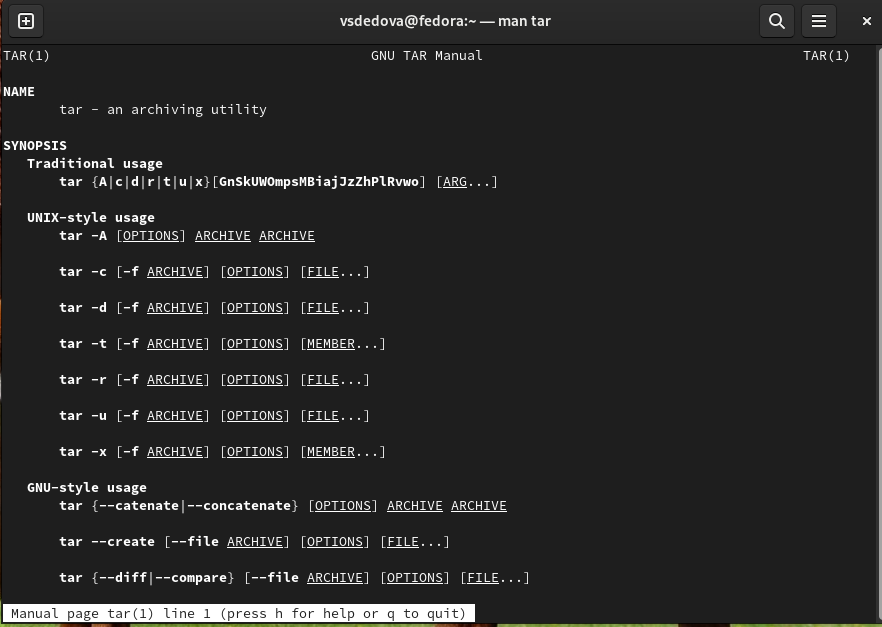 vsdedova@fedora:~ — man tar
TAR(1) GNU TAR Manual TAR(1)
NAME
tar - an archiving utility
SYNOPSIS
Traditional usage
tar {A|c|d|r|t|u|x}[GnSkUWOmpsMBiajJzZhPlRvwo] [ARG...]
UNIX-style usage
tar -A [OPTIONS] ARCHIVE ARCHIVE
tar -c [-f ARCHIVE] [OPTIONS] [FILE...]
tar -d [-f ARCHIVE] [OPTIONS] [FILE...]
tar -t [-f ARCHIVE] [OPTIONS] [MEMBER...]
tar -r [-f ARCHIVE] [OPTIONS] [FILE...]
tar -u [-f ARCHIVE] [OPTIONS] [FILE...]
tar -x [-f ARCHIVE] [OPTIONS] [MEMBER...]
GNU-style usage
tar {--catenate|--concatenate} [OPTIONS] ARCHIVE ARCHIVE
tar --create [--file ARCHIVE] [OPTIONS] [FILE...]
tar {--diff|--compare} [--file ARCHIVE] [OPTIONS] [FILE...]
Manual page tar(1) line 1 (press h for help or q to quit)